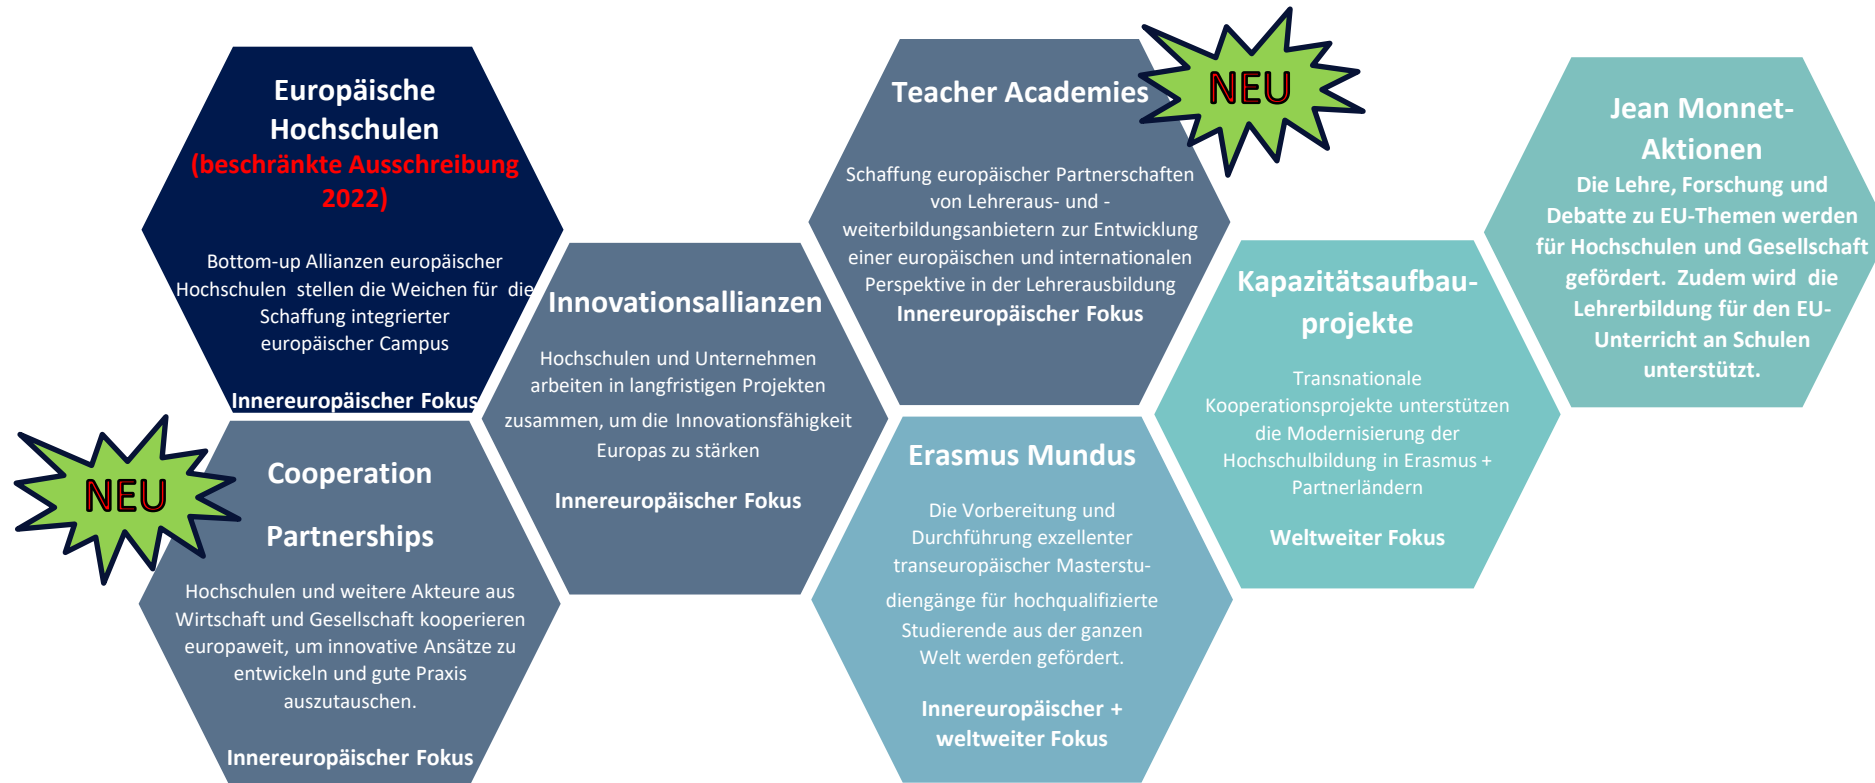 Europäische
Hochschulen
(beschränkte Ausschreibung
2022)
Bottom-up Allianzen europäischer
Hochschulen stellen die Weichen für die
Schaffung integrierter
europäischer Campus
Innereuropäischer Fokus
NEU
Cooperation
Partnerships
Hochschulen und weitere Akteure aus
Wirtschaft und Gesellschaft kooperieren
europaweit, um innovative Ansätze zu
entwickeln und gute Praxis
auszutauschen.
Innereuropäischer Fokus
Innovationsallianzen
Hochschulen und Unternehmen
arbeiten in langfristigen Projekten
zusammen, um die Innovationsfähigkeit
Europas zu stärken
Innereuropäischer Fokus
Teacher Academies
NEU
Schaffung europäischer Partnerschaften
von Lehreraus- und -
weiterbildungsanbietern zur Entwicklung
einer europäischen und internationalen
Perspektive in der Lehrerausbildung
Innereuropäischer Fokus
Erasmus Mundus
Die Vorbereitung und
Durchführung exzellenter
transeuropäischer Masterstu-
diengänge für hochqualifizierte
Studierende aus der ganzen
Welt werden gefördert.
Innereuropäischer +
weltweiter Fokus
Kapazitätsaufbau-
projekte
Transnationale
Kooperationsprojekte unterstützen
die Modernisierung der
Hochschulbildung in Erasmus +
Partnerländern
Weltweiter Fokus
Jean Monnet-
Aktionen
Die Lehre, Forschung und
Debatte zu EU-Themen werden
für Hochschulen und Gesellschaft
gefördert. Zudem wird die
Lehrerbildung für den EU-
Unterricht an Schulen
unterstützt.